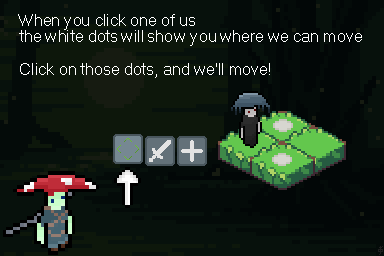 When you click one of us
the white dots will show you where we can move
Click on those dots, and we'll move!